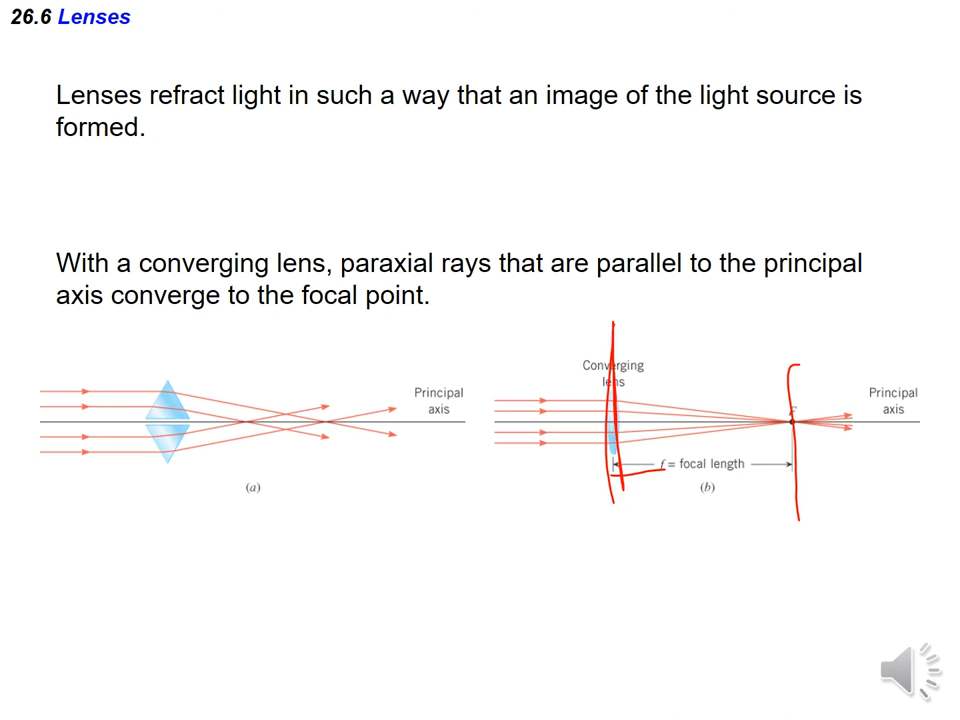 26.6 Lenses
Lenses refract light in such a way that an image of the light source is
formed.
With a converging lens, paraxial rays that are parallel to the principal
axis converge to the focal point.
Principal
axis
(a)
Converging
lens
F
Principal
axis
f = focal length
(b)